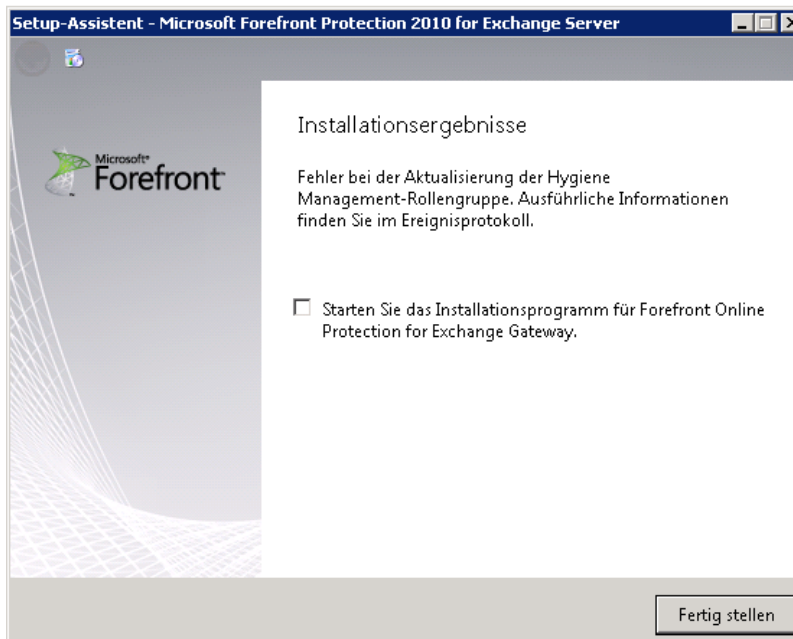 Setup-Assistent - Microsoft Forefront Protection 2010 for Exchange Server
Microsoft®
Forefront™
Installationsergebnisse
Fehler bei der Aktualisierung der Hygiene
Management-Rollengruppe. Ausführliche Informationen
finden Sie im Ereignisprotokoll.
Starten Sie das Installationsprogramm für Forefront Online
Protection for Exchange Gateway.
Fertig stellen